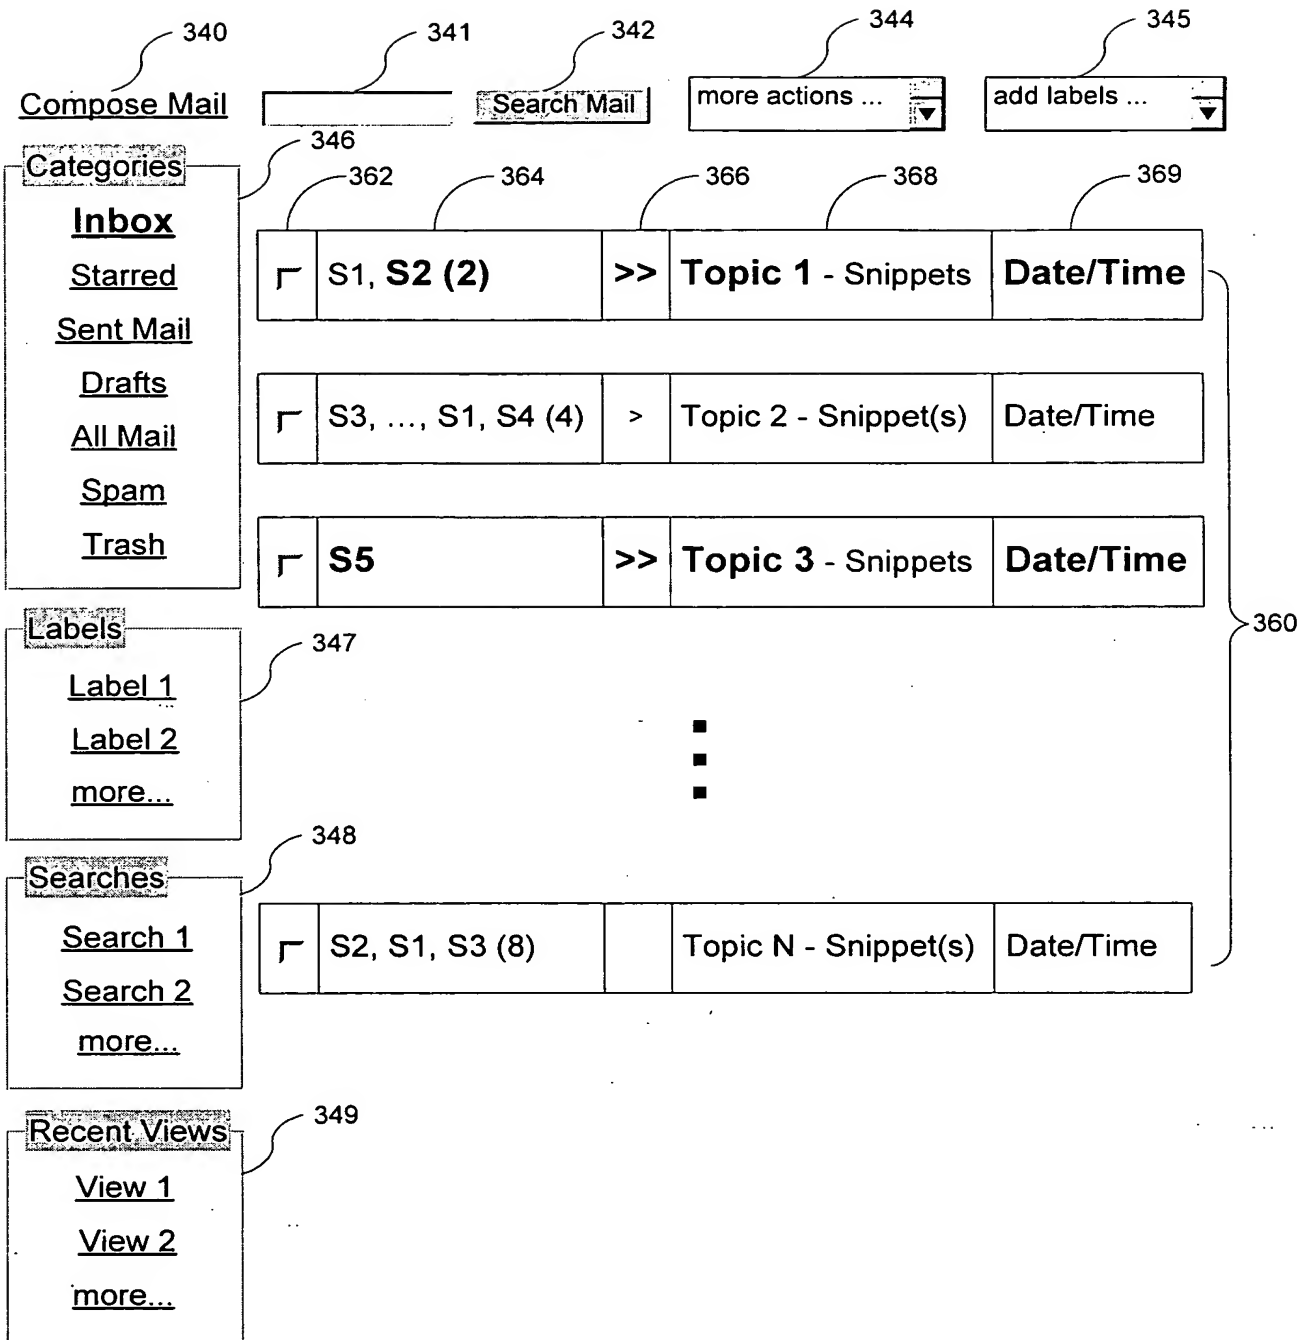 340
341
342
344
345
Compose Mail
Search Mail
more actions ...
add labels ...
346
Categories
Inbox
Starred
Sent Mail
Drafts
All Mail
Spam
Trash
362
364
366
368
369
S1, S2 (2) >> Topic 1 - Snippets Date/Time
S3, ..., S1, S4 (4) > Topic 2 - Snippet(s) Date/Time
S5 >> Topic 3 - Snippets Date/Time
360
Labels
347
Label 1
Label 2
more...
348
Searches
Search 1
Search 2
more...
S2, S1, S3 (8) Topic N - Snippet(s) Date/Time
349
Recent Views
View 1
View 2
more...